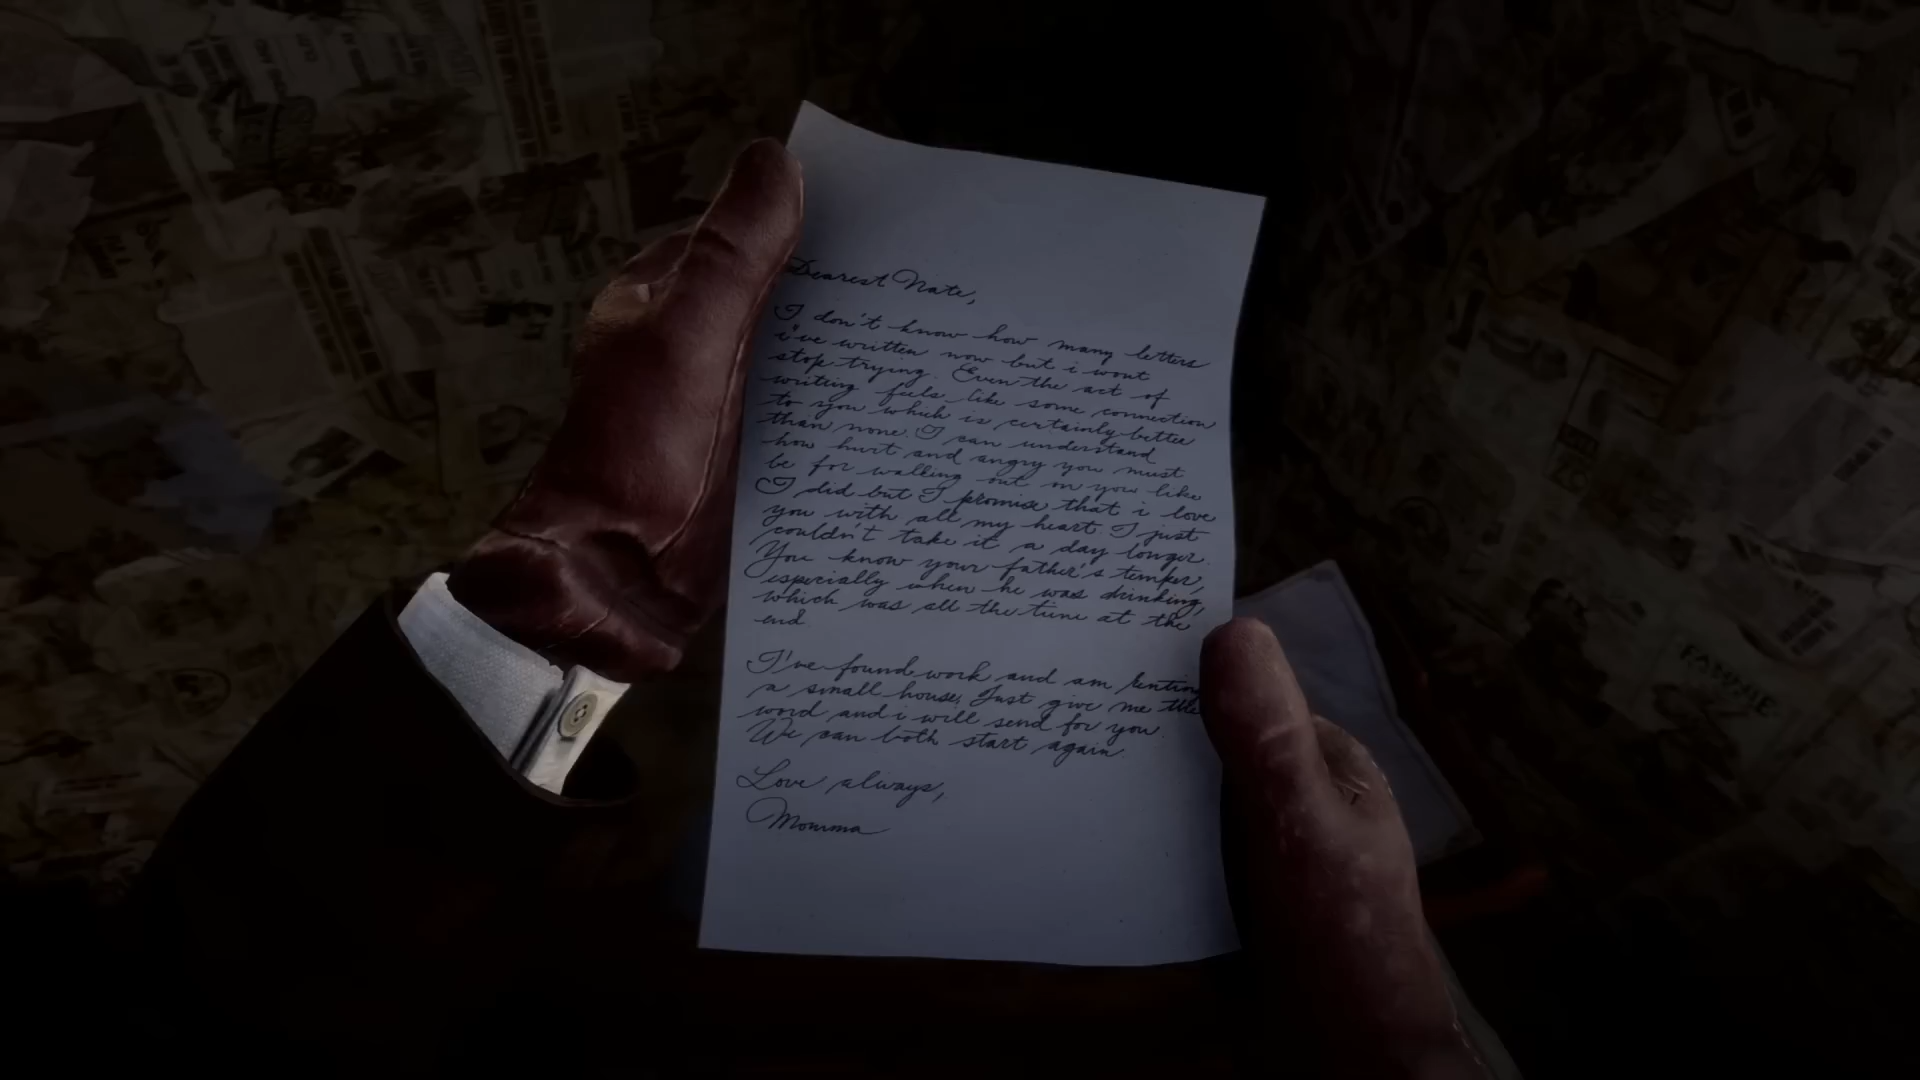 Dearest Nate,
I don't know how many letters
i've written now but i wont
stop trying. Even the act of
writing feels like some connection
to you which is certainly better
than none. I can understand
how hurt and angry you must
be for walking out on you like
I did but I promise that i love
you with all my heart. I just
couldn't take it a day longer.
You know your father's temper,
especially when he was drinking,
which was all the time at the
end.
I've found work and am rentin
a small house. Just give me the
word and i will send for you.
We can both start again.
Love always,
Momma
FANNIE